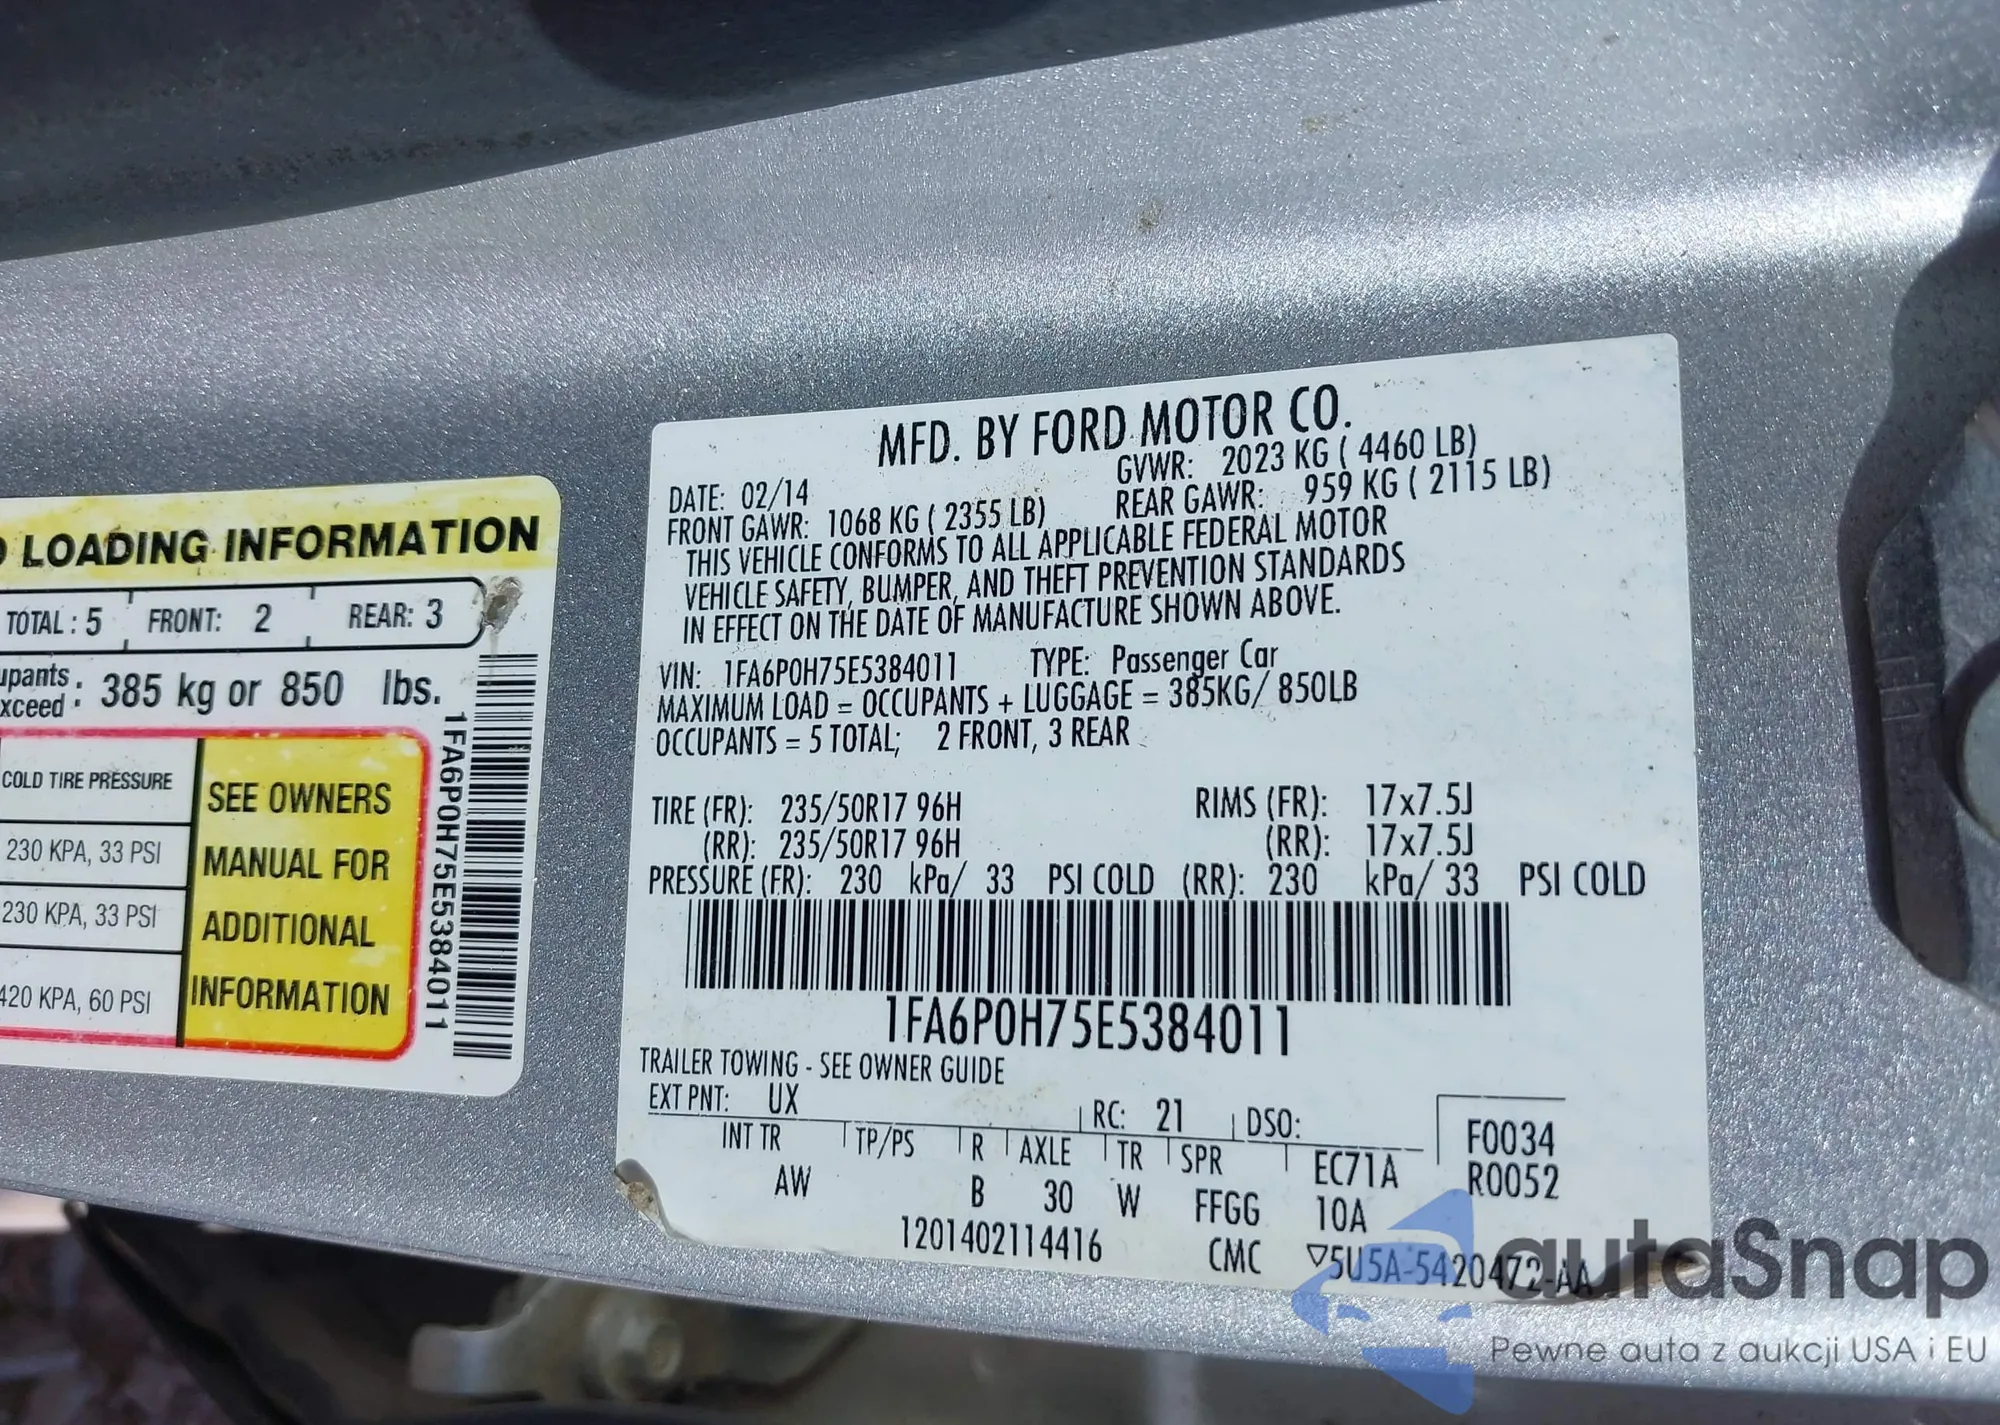 LOADING INFORMATION
TOTAL : 5 FRONT: 2 REAR: 3
385 kg or 850 lbs.
COLD TIRE PRESSURE
230 KPA, 33 PSI
230 KPA, 33 PSI
420 KPA, 60 PSI
SEE OWNERS
MANUAL FOR
ADDITIONAL
INFORMATION
1FA6P0H75E5384011
MFD. BY FORD MOTOR CO.
DATE: 02/14 GVWR: 2023 KG ( 4460 LB)
FRONT GAWR: 1068 KG ( 2355 LB) REAR GAWR: 959 KG ( 2115 LB)
THIS VEHICLE CONFORMS TO ALL APPLICABLE FEDERAL MOTOR
VEHICLE SAFETY, BUMPER, AND THEFT PREVENTION STANDARDS
IN EFFECT ON THE DATE OF MANUFACTURE SHOWN ABOVE.
VIN: 1FA6P0H75E5384011 TYPE: Passenger Car
MAXIMUM LOAD = OCCUPANTS + LUGGAGE = 385KG/ 850LB
OCCUPANTS = 5 TOTAL; 2 FRONT, 3 REAR
TIRE (FR): 235/50R17 96H RIMS (FR): 17x7.5J
(RR): 235/50R17 96H (RR): 17x7.5J
PRESSURE (FR): 230 kPa/ 33 PSI COLD (RR): 230 kPa/ 33 PSI COLD
1FA6P0H75E5384011
TRAILER TOWING - SEE OWNER GUIDE
EXT PNT: UX RC: 21 DSO: F0034
INT TR TP/PS R AXLE TR SPR EC71A R0052
AW B 30 W FFGG 10A
1201402114416 CMC ▽5U5A-5420472-AA
autaSnap
Pewne auta z aukcji USA i EU